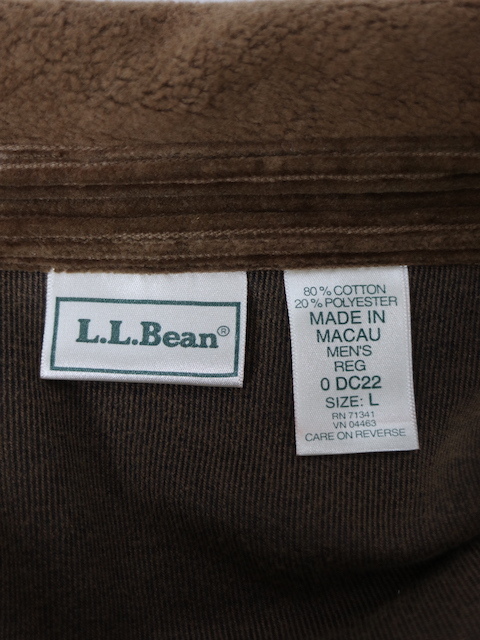 L.L.Bean®
80% COTTON
20% POLYESTER
MADE IN
MACAU
MEN'S
REG
0 DC22
SIZE: L
RN 71341
VN 04463
CARE ON REVERSE